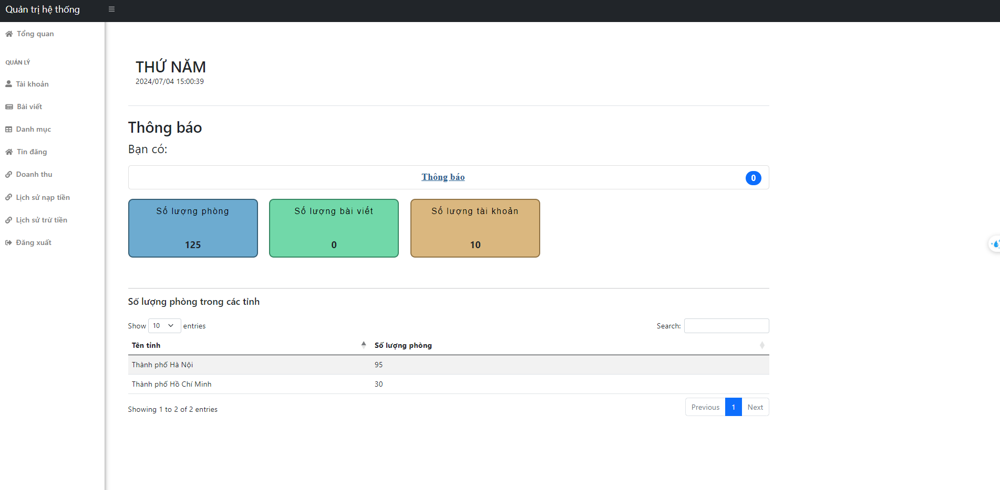 Quản trị hệ thống
Tổng quan
QUẢN LÝ
Tài khoản
Bài viết
Danh mục
Tin đăng
Doanh thu
Lịch sử nạp tiền
Lịch sử trừ tiền
Đăng xuất
THỨ NĂM
2024/07/04 15:00:39
Thông báo
Bạn có:
Thông báo 0
Số lượng phòng
125
Số lượng bài viết
0
Số lượng tài khoản
10
Số lượng phòng trong các tỉnh
Show 10 entries Search:
Tên tỉnh Số lượng phòng
Thành phố Hà Nội 95
Thành phố Hồ Chí Minh 30
Showing 1 to 2 of 2 entries
Previous 1 Next